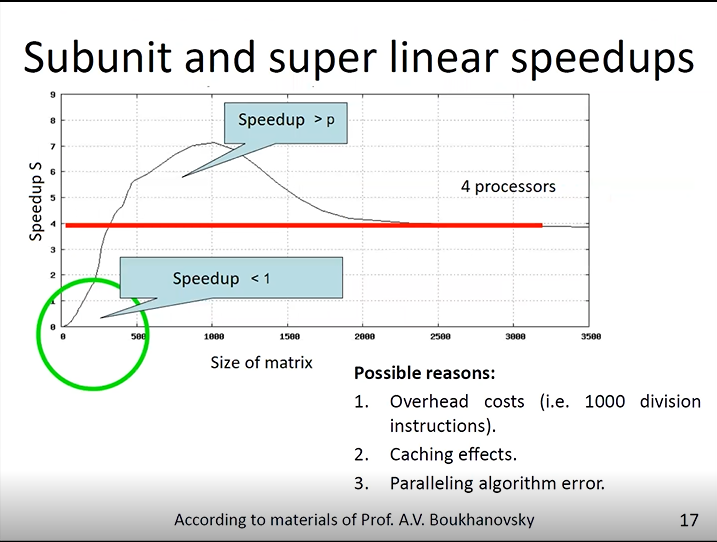 Subunit and super linear speedups
9
8
7
6
5
4
3
2
1
0
Speedup S
Speedup > p
4 processors
Speedup < 1
0 500 1000 1500 2000 2500 3000 3500
Size of matrix
Possible reasons:
1. Overhead costs (i.e. 1000 division
instructions).
2. Caching effects.
3. Paralleling algorithm error.
According to materials of Prof. A.V. Boukhanovsky
17